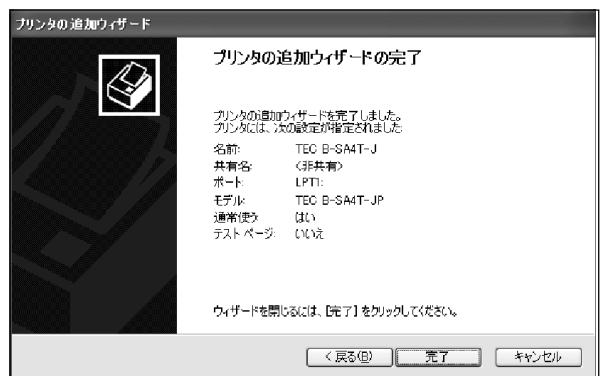 プリンタの追加ウィザード
プリンタの追加ウィザードの完了
プリンタの追加ウィザードを完了しました。
プリンタには、次の設定が指定されました:
名前: TEC B-SA4T-J
共有名: <非共有>
ポート: LPT1:
モデル: TEC B-SA4T-JP
通常使う: はい
テスト ページ: いいえ
ウィザードを閉じるには、[完了] をクリックしてください。
< 戻る(B) 完了 キャンセル